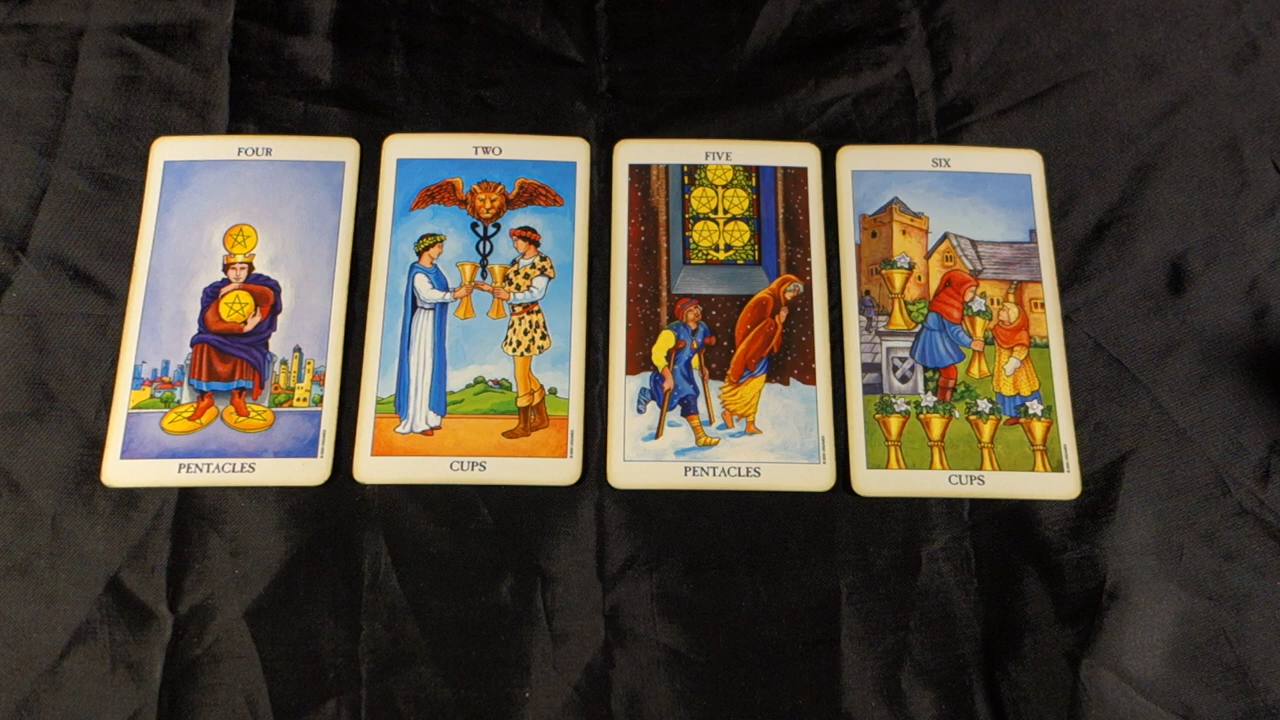 FOUR
PENTACLES
TWO
CUPS
FIVE
PENTACLES
SIX
CUPS